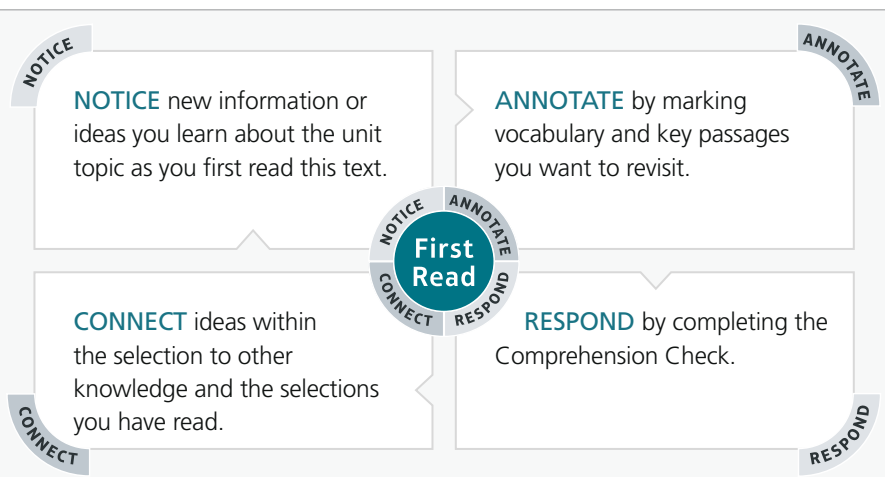 NOTICE
NOTICE new information or
ideas you learn about the unit
topic as you first read this text.
ANNOTATE
ANNOTATE by marking
vocabulary and key passages
you want to revisit.
NOTICE
ANNOTATE
First
Read
CONNECT
RESPOND
CONNECT ideas within
the selection to other
knowledge and the selections
you have read.
CONNECT
RESPOND by completing the
Comprehension Check.
RESPOND